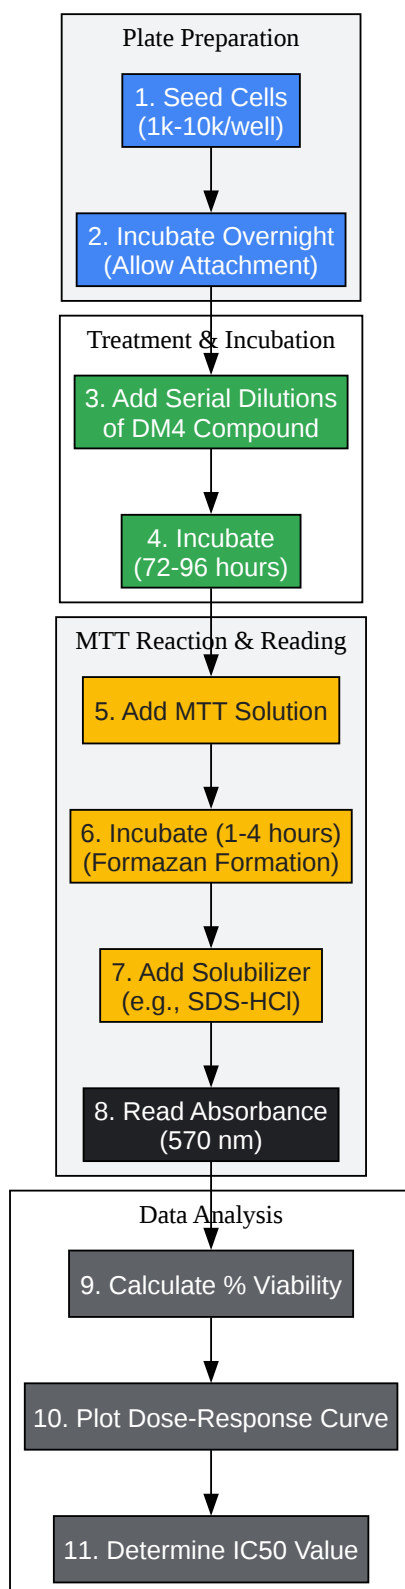 Plate Preparation
1. Seed Cells
(1k-10k/well)
2. Incubate Overnight
(Allow Attachment)
Treatment & Incubation
3. Add Serial Dilutions
of DM4 Compound
4. Incubate
(72-96 hours)
MTT Reaction & Reading
5. Add MTT Solution
6. Incubate (1-4 hours)
(Formazan Formation)
7. Add Solubilizer
(e.g., SDS-HCl)
8. Read Absorbance
(570 nm)
Data Analysis
9. Calculate % Viability
10. Plot Dose-Response Curve
11. Determine IC50 Value